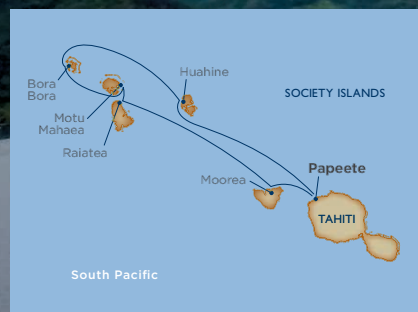 Huahine
Bora
Bora
SOCIETY ISLANDS
Motu
Mahaea
Raiatea
Papeete
Moorea
TAHITI
South Pacific